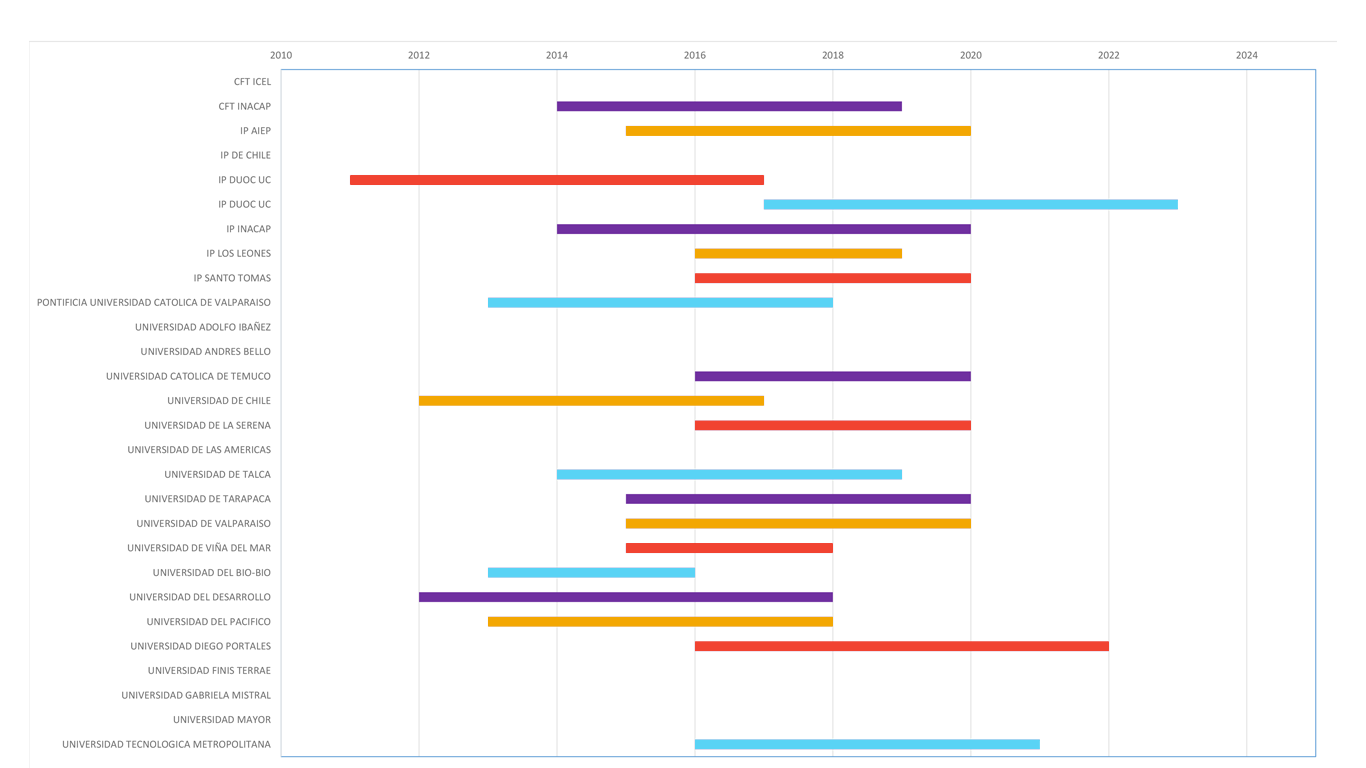 2010 2012 2014 2016 2018 2020 2022 2024
CFT ICEL
CFT INACAP
IP AIEP
IP DE CHILE
IP DUOC UC
IP DUOC UC
IP INACAP
IP LOS LEONES
IP SANTO TOMAS
PONTIFICIA UNIVERSIDAD CATOLICA DE VALPARAISO
UNIVERSIDAD ADOLFO IBAÑEZ
UNIVERSIDAD ANDRES BELLO
UNIVERSIDAD CATOLICA DE TEMUCO
UNIVERSIDAD DE CHILE
UNIVERSIDAD DE LA SERENA
UNIVERSIDAD DE LAS AMERICAS
UNIVERSIDAD DE TALCA
UNIVERSIDAD DE TARAPACA
UNIVERSIDAD DE VALPARAISO
UNIVERSIDAD DE VIÑA DEL MAR
UNIVERSIDAD DEL BIO-BIO
UNIVERSIDAD DEL DESARROLLO
UNIVERSIDAD DEL PACIFICO
UNIVERSIDAD DIEGO PORTALES
UNIVERSIDAD FINIS TERRAE
UNIVERSIDAD GABRIELA MISTRAL
UNIVERSIDAD MAYOR
UNIVERSIDAD TECNOLOGICA METROPOLITANA